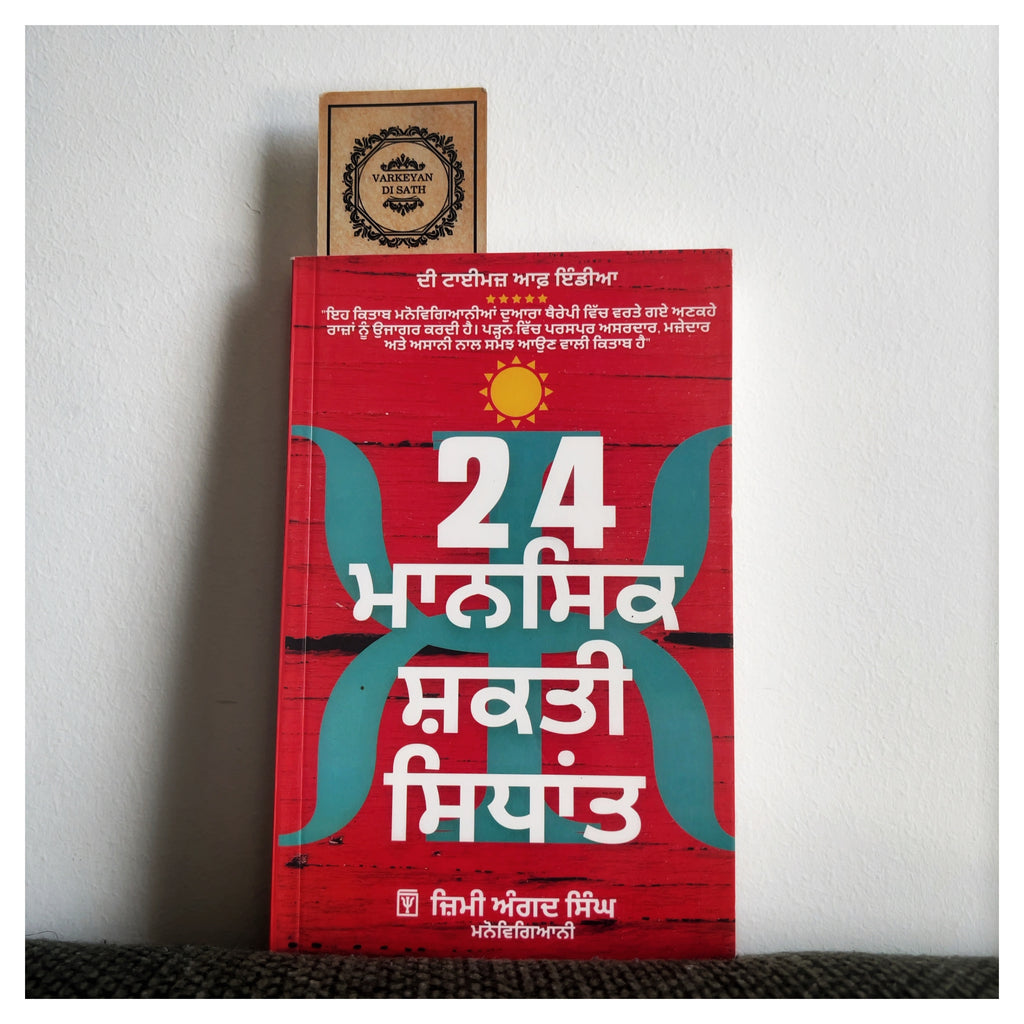 VARKEYAN
DI SATH
ਦੀ ਟਾਈਮਜ਼ ਆਫ਼ ਇੰਡੀਆ
"ਇਹ ਕਿਤਾਬ ਮਨੋਵਿਗਿਆਨੀਆਂ ਦੁਆਰਾ ਥੈਰੇਪੀ ਵਿੱਚ ਵਰਤੇ ਗਏ ਅਣਕਹੇ
ਰਾਜ਼ਾਂ ਨੂੰ ਉਜਾਗਰ ਕਰਦੀ ਹੈ। ਪੜ੍ਹਨ ਵਿੱਚ ਪਰਸਪਰ ਅਸਰਦਾਰ, ਮਜ਼ੇਦਾਰ
ਅਤੇ ਅਸਾਨੀ ਨਾਲ ਸਮਝ ਆਉਣ ਵਾਲੀ ਕਿਤਾਬ ਹੈ"
24
ਮਾਨਸਿਕ
ਸ਼ਕਤੀ
ਸਿਧਾਂਤ
ਜ਼ਿਮੀ ਅੰਗਦ ਸਿੰਘ
ਮਨੋਵਿਗਿਆਨੀ